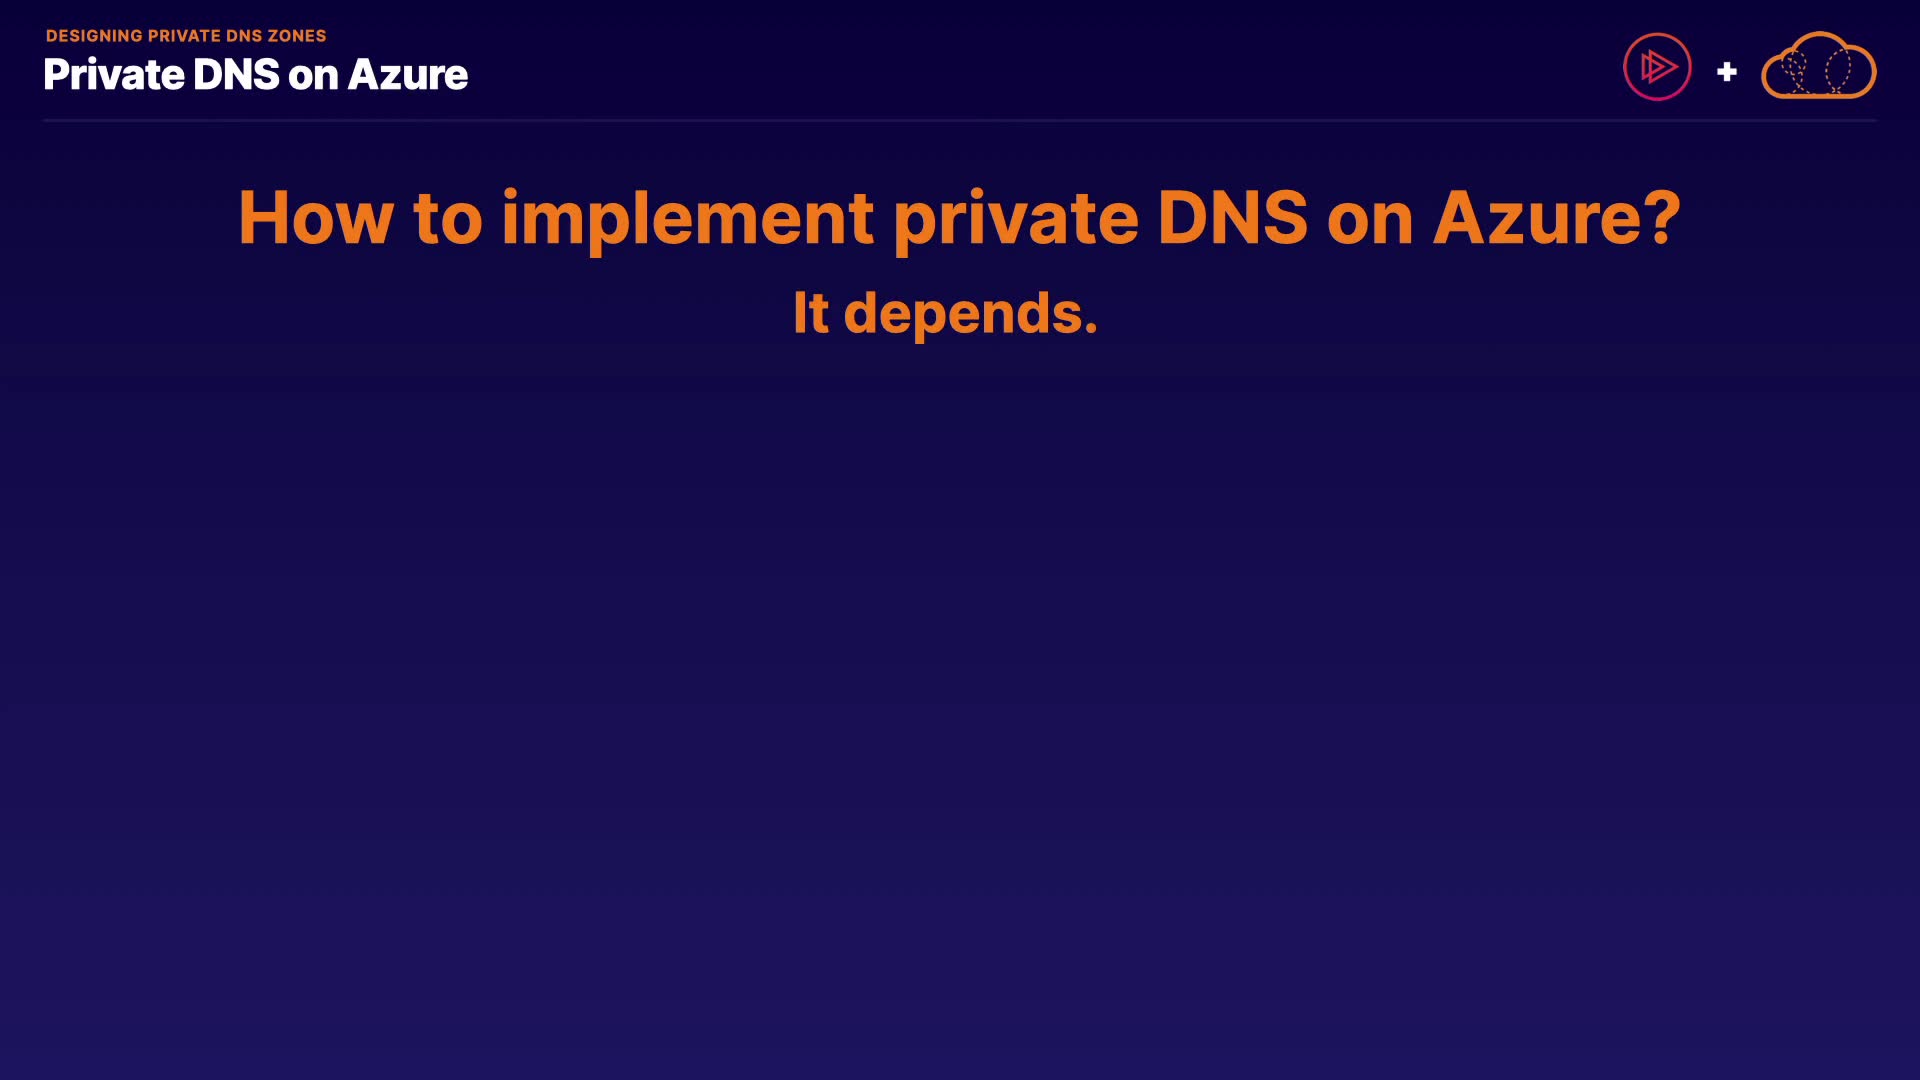 DESIGNING PRIVATE DNS ZONES
Private DNS on Azure
+
How to implement private DNS on Azure?
It depends.